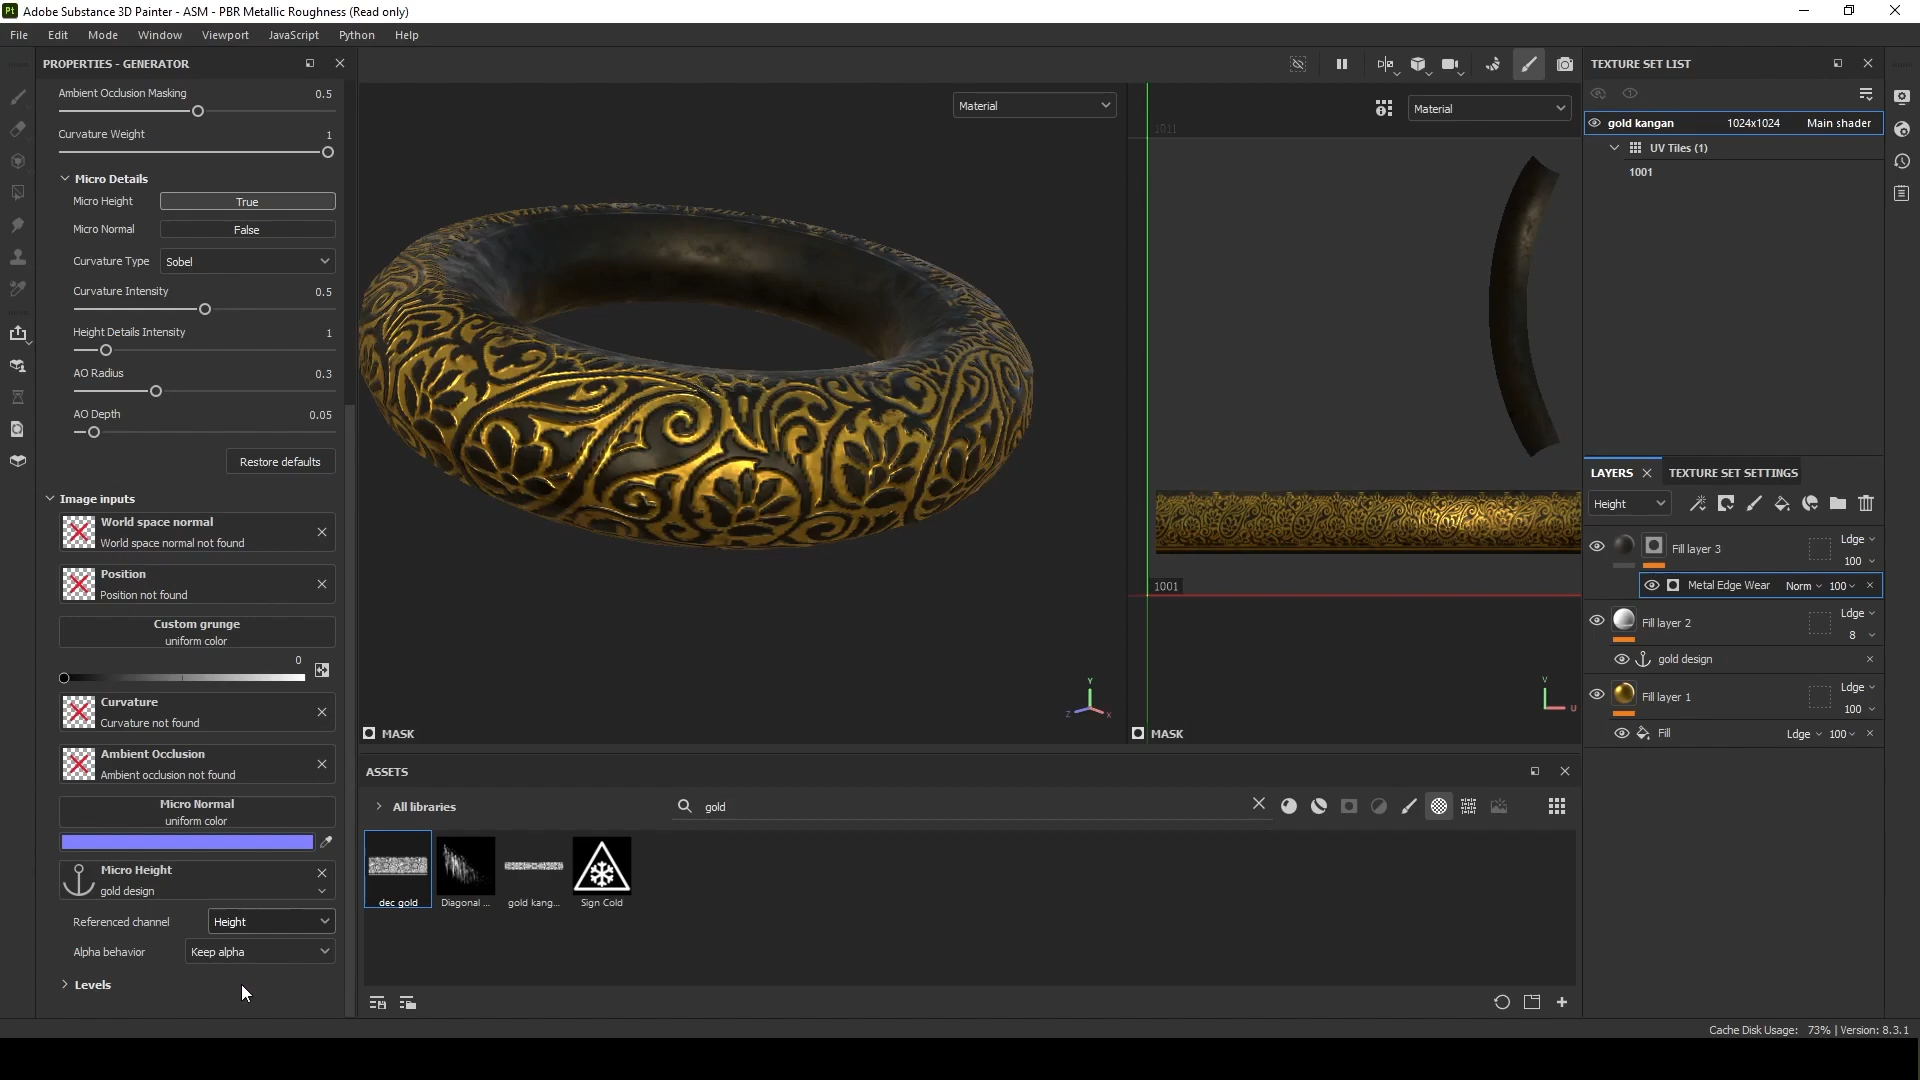 Pt Adobe Substance 3D Painter - ASM - PBR Metallic Roughness (Read only)
File Edit Mode Window Viewport JavaScript Python Help
PROPERTIES - GENERATOR
Ambient Occlusion Masking 0.5
Curvature Weight 1
Micro Details
Micro Height True
Micro Normal False
Curvature Type Sobel
Curvature Intensity 0.5
Height Details Intensity 1
AO Radius 0.3
AO Depth 0.05
Restore defaults
Image inputs
World space normal
World space normal not found
Position
Position not found
Custom grunge
uniform color
0
Curvature
Curvature not found
Ambient Occlusion
Ambient occlusion not found
Micro Normal
uniform color
Micro Height
gold design
Referenced channel Height
Alpha behavior Keep alpha
Levels
Material
Y
Z X
MASK
Material
1011
1001
V
U
MASK
ASSETS
All libraries
gold
dec gold
Diagonal ...
gold kang...
Sign Cold
TEXTURE SET LIST
gold kangan 1024x1024 Main shader
UV Tiles (1)
1001
LAYERS TEXTURE SET SETTINGS
Height
Fill layer 3 Ldge
100
Metal Edge Wear Norm 100
Fill layer 2 Ldge
8
gold design
Fill layer 1 Ldge
100
Fill Ldge 100
Cache Disk Usage: 73% | Version: 8.3.1